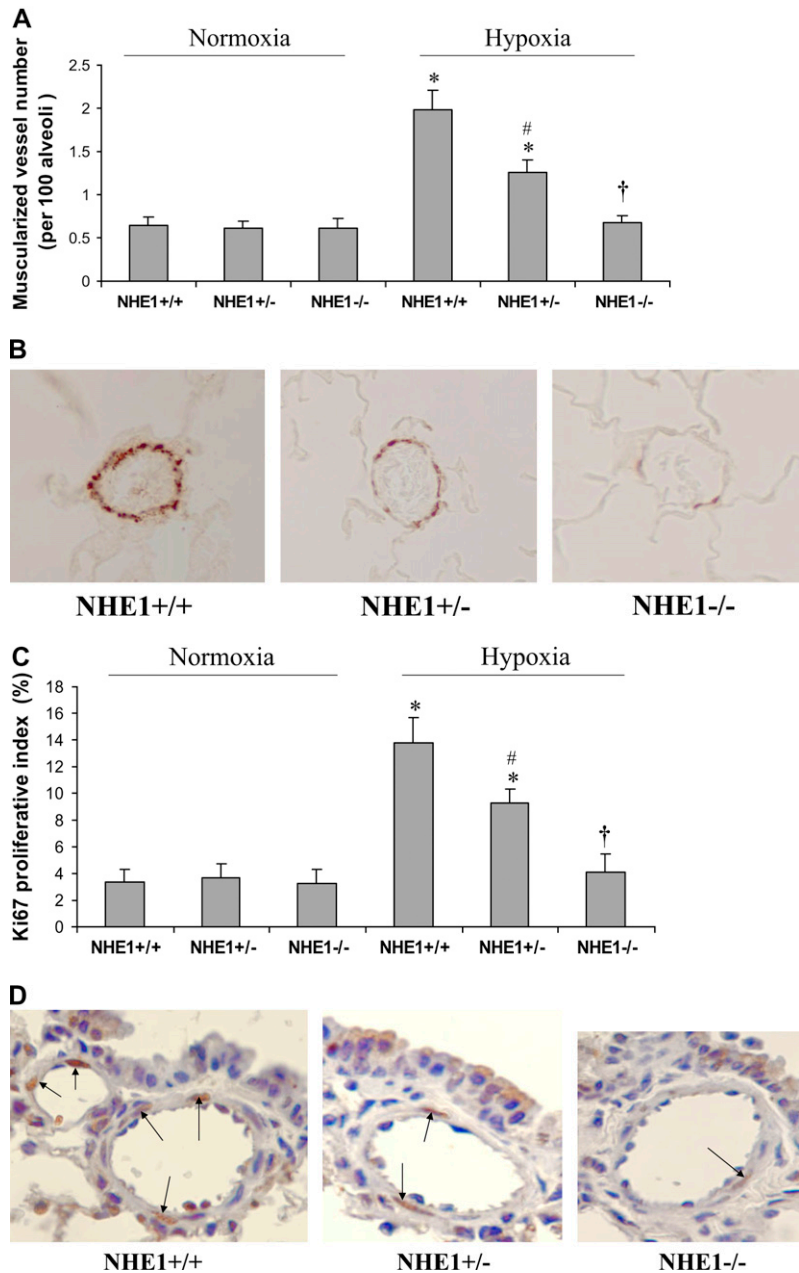 A
Normoxia Hypoxia
Muscularized vessel number
(per 100 alveoli)
2.5
2
1.5
1
0.5
0
*
#
*
†
NHE1+/+ NHE1+/- NHE1-/- NHE1+/+ NHE1+/- NHE1-/-
B
NHE1+/+ NHE1+/- NHE1-/-
C
Normoxia Hypoxia
Ki67 proliferative index (%)
18
16
14
12
10
8
6
4
2
0
*
#
*
†
NHE1+/+ NHE1+/- NHE1-/- NHE1+/+ NHE1+/- NHE1-/-
D
NHE1+/+ NHE1+/- NHE1-/-